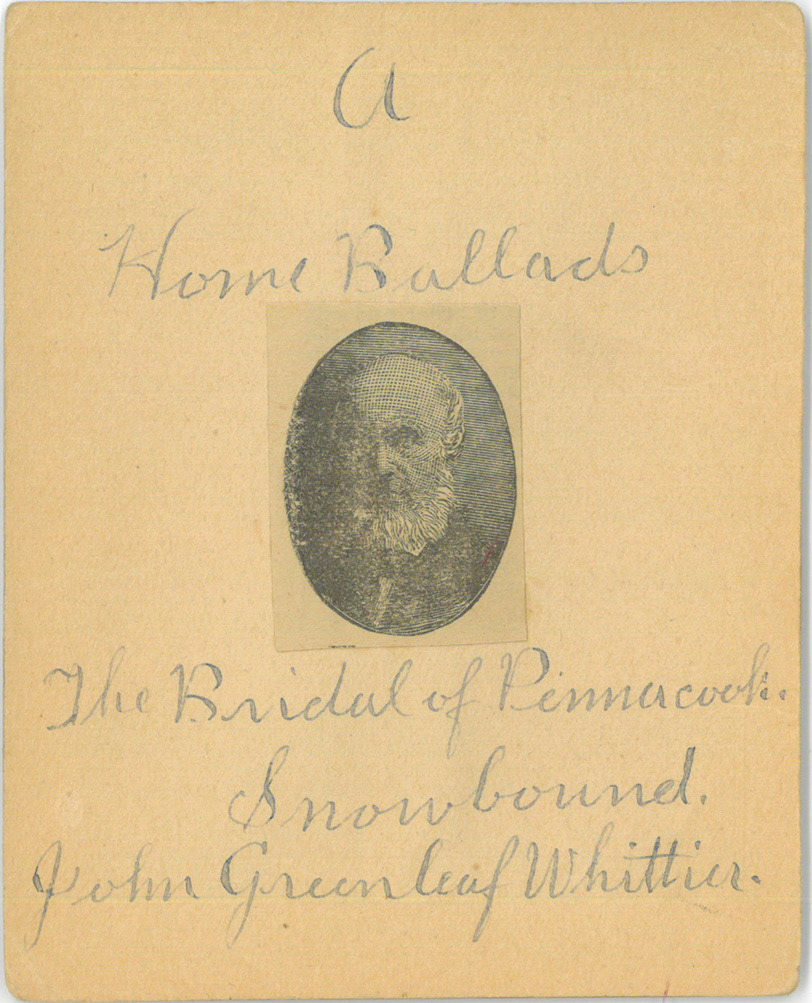 A
Home Ballads
The Bridal of Pennacook.
Snowbound.
John Greenleaf Whittier.